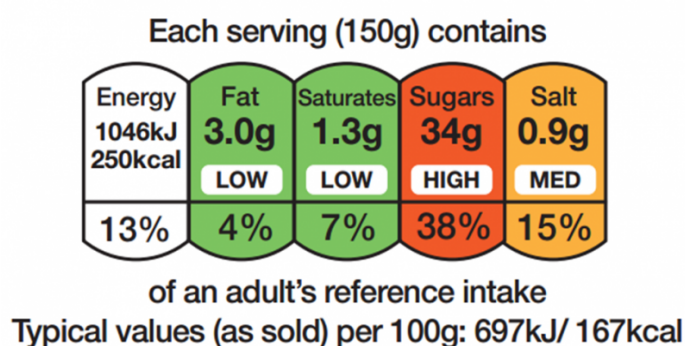 Each serving (150g) contains
Energy Fat Saturates Sugars Salt
1046kJ 3.0g 1.3g 34g 0.9g
250kcal
LOW LOW HIGH MED
13% 4% 7% 38% 15%
of an adult's reference intake
Typical values (as sold) per 100g: 697kJ/ 167kcal